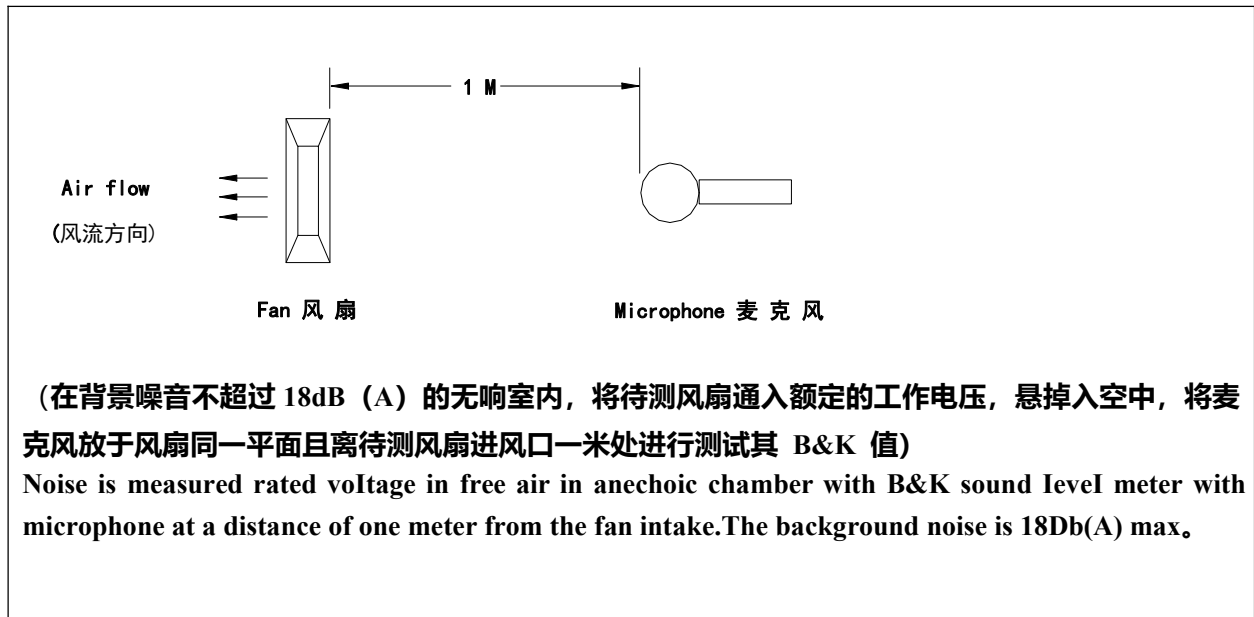 1 M
Air flow
(风流方向)
Fan 风 扇
Microphone 麦 克 风
（在背景噪音不超过 18dB（A）的无响室内，将待测风扇通入额定的工作电压，悬掉入空中，将麦
克风放于风扇同一平面且离待测风扇进风口一米处进行测试其 B&K 值)
Noise is measured rated voItage in free air in anechoic chamber with B&K sound IeveI meter with
microphone at a distance of one meter from the fan intake.The background noise is 18Db(A) max。